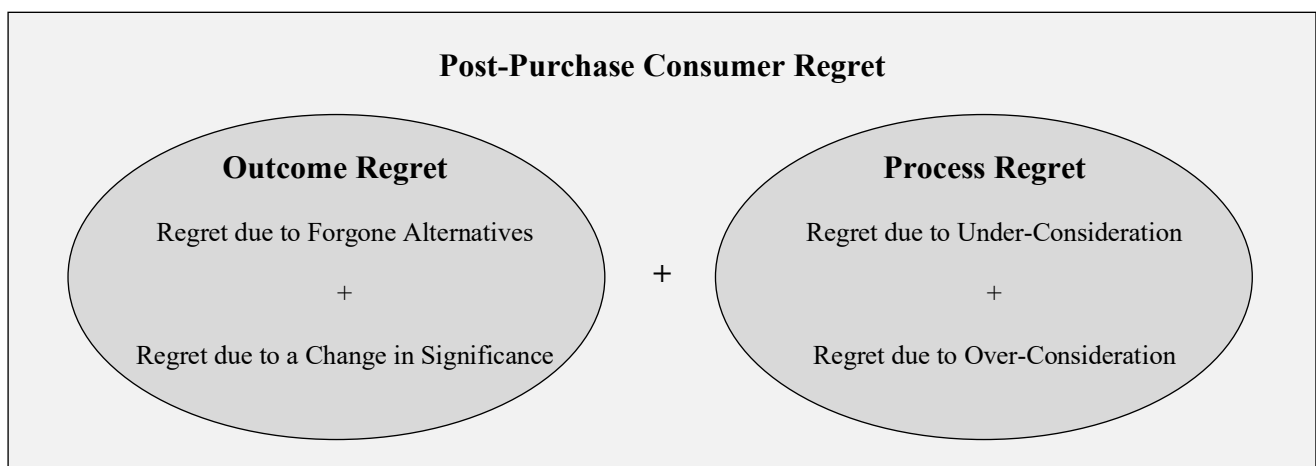 Post-Purchase Consumer Regret
Outcome Regret
Regret due to Forgone Alternatives
+
Regret due to a Change in Significance
+
Process Regret
Regret due to Under-Consideration
+
Regret due to Over-Consideration